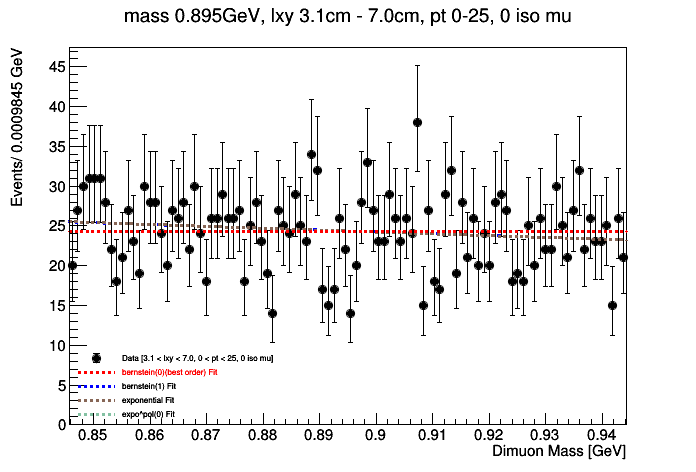 mass 0.895GeV, lxy 3.1cm - 7.0cm, pt 0-25, 0 iso mu
Events/ 0.0009845 GeV
45
40
35
30
25
20
15
10
5
0
Data [3.1 < lxy < 7.0, 0 < pt < 25, 0 iso mu]
bernstein(0)(best order) Fit
bernstein(1) Fit
exponential Fit
expo*pol(0) Fit
0.85 0.86 0.87 0.88 0.89 0.9 0.91 0.92 0.93 0.94
Dimuon Mass [GeV]